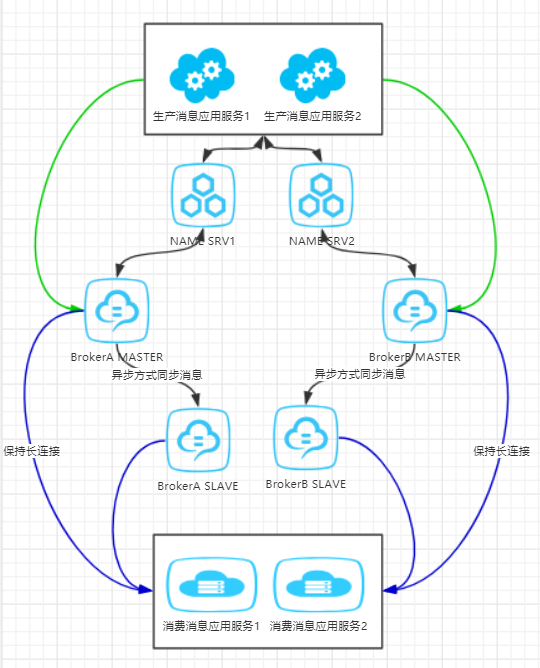 生产消息应用服务1
生产消息应用服务2
NAME SRV1
NAME SRV2
BrokerA MASTER
BrokerB MASTER
异步方式同步消息
异步方式同步消息
保持长连接
保持长连接
BrokerA SLAVE
BrokerB SLAVE
消费消息应用服务1
消费消息应用服务2